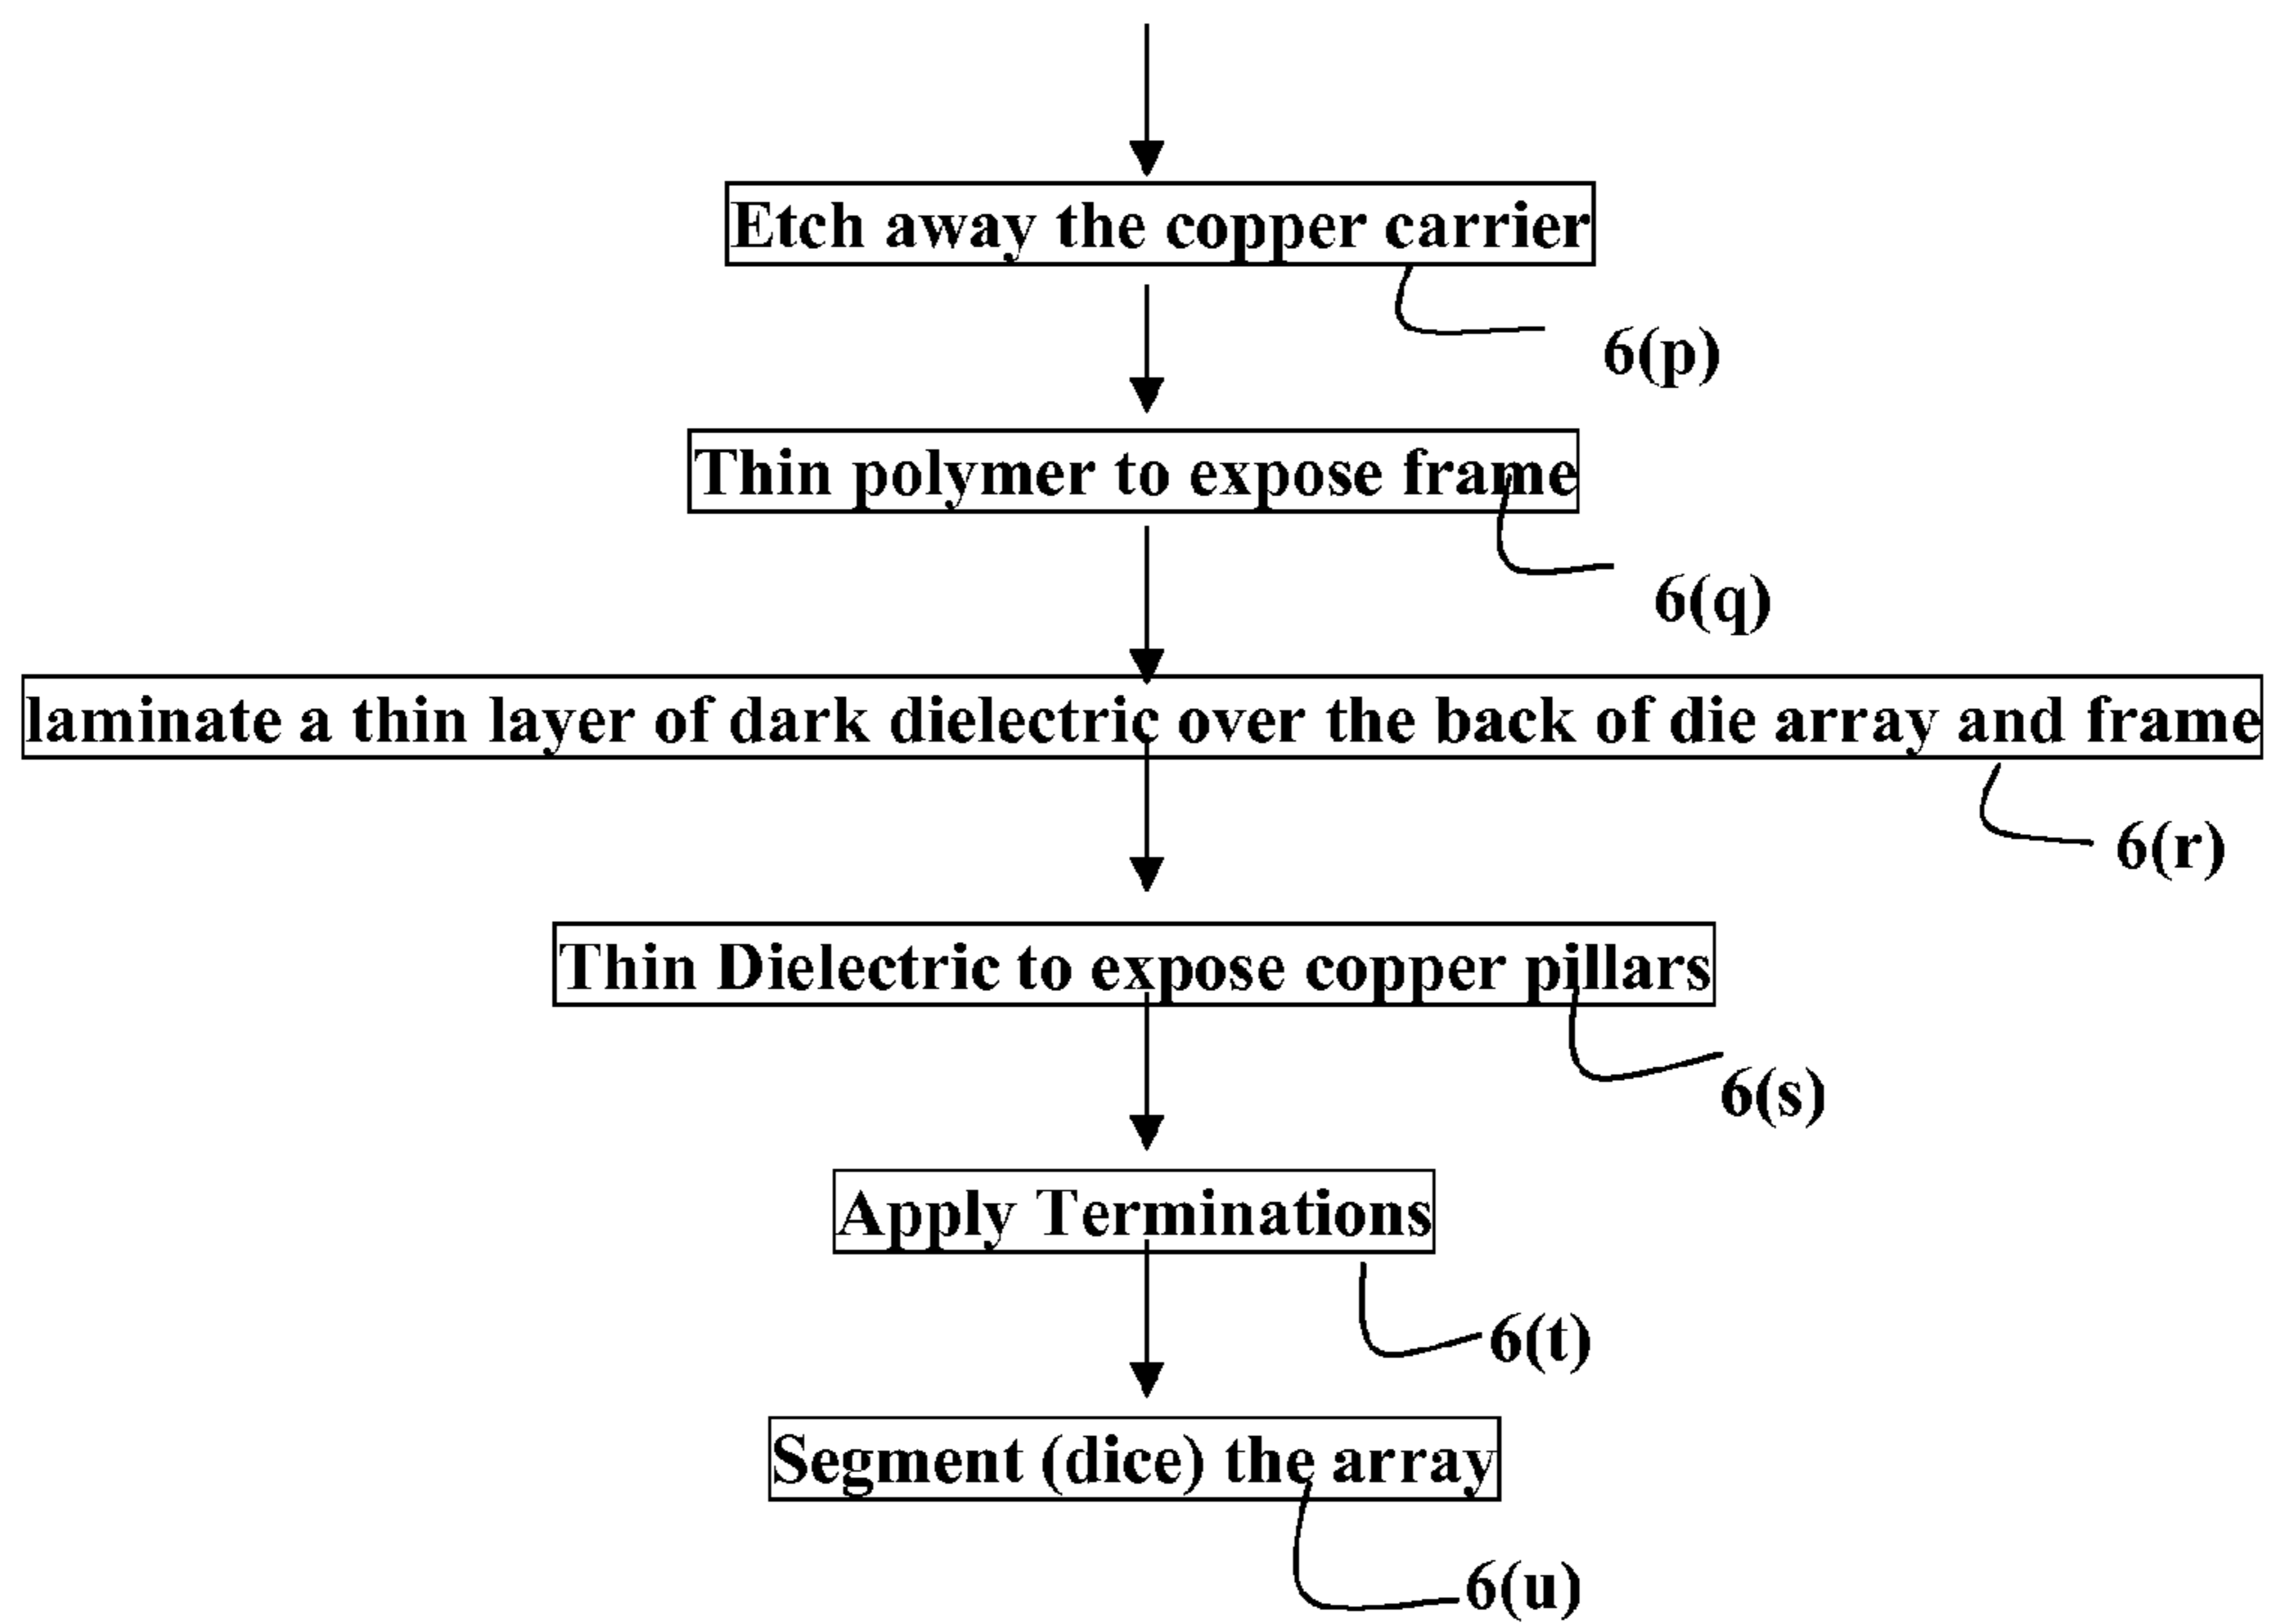 Etch away the copper carrier
6(p)
Thin polymer to expose frame
6(q)
laminate a thin layer of dark dielectric over the back of die array and frame
6(r)
Thin Dielectric to expose copper pillars
6(s)
Apply Terminations
6(t)
Segment (dice) the array
6(u)